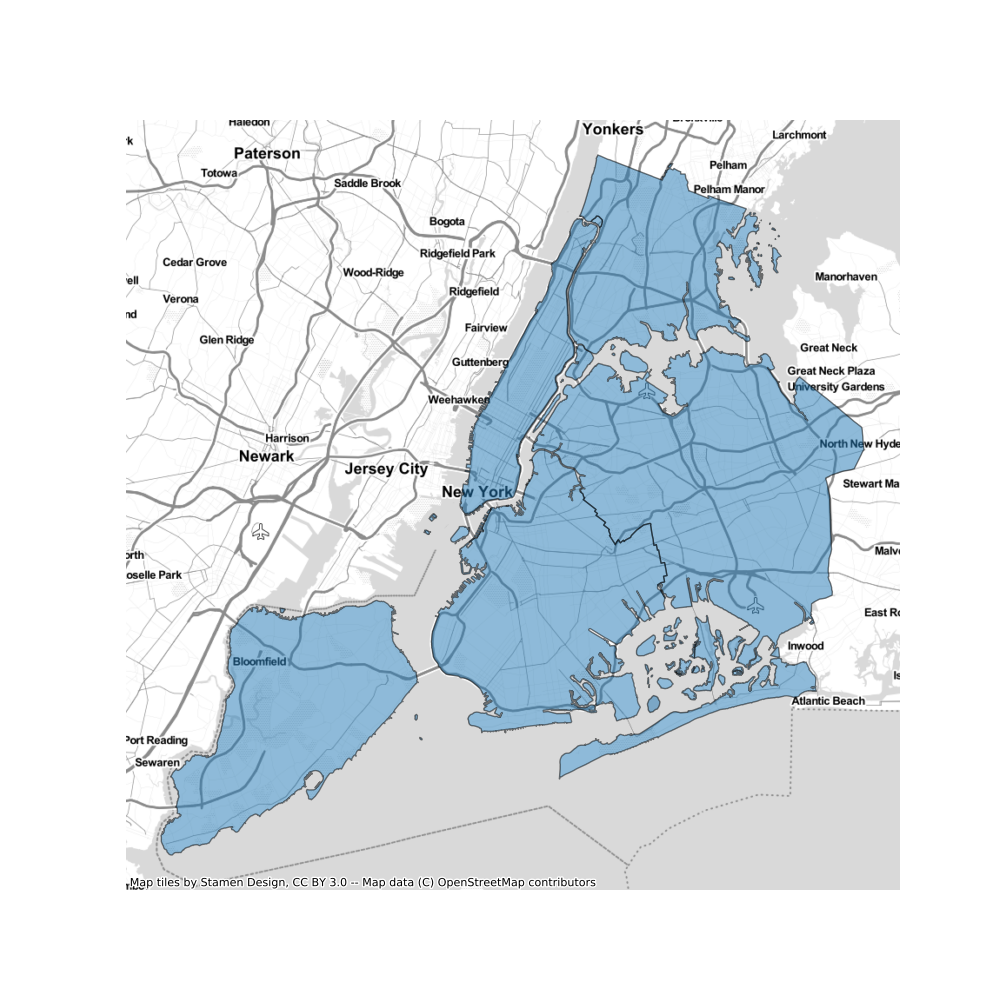 Haledon
Yonkers
Larchmont
Paterson
Totowa
Saddle Brook
Pelham
Pelham Manor
Bogota
Ridgefield Park
Cedar Grove
Wood-Ridge
Manorhaven
ell
Verona
Ridgefield
nd
Fairview
Glen Ridge
Great Neck
Guttenberg
Great Neck Plaza
University Gardens
Weehawken
Harrison
North New Hyde
Newark
Jersey City
New York
Stewart Ma
orth
Malve
oselle Park
East Ro
Inwood
Bloomfield
Atlantic Beach
Port Reading
Sewaren
Map tiles by Stamen Design, CC BY 3.0 -- Map data (C) OpenStreetMap contributors